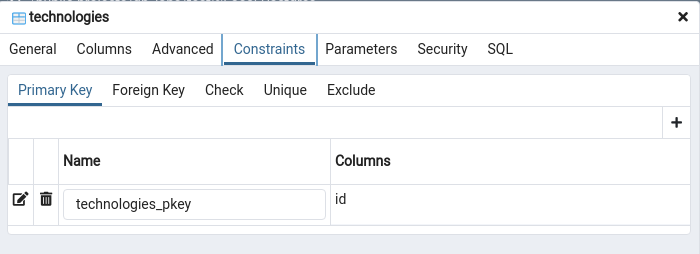 technologies
General Columns Advanced Constraints Parameters Security SQL
Primary Key Foreign Key Check Unique Exclude
Name Columns
technologies_pkey id